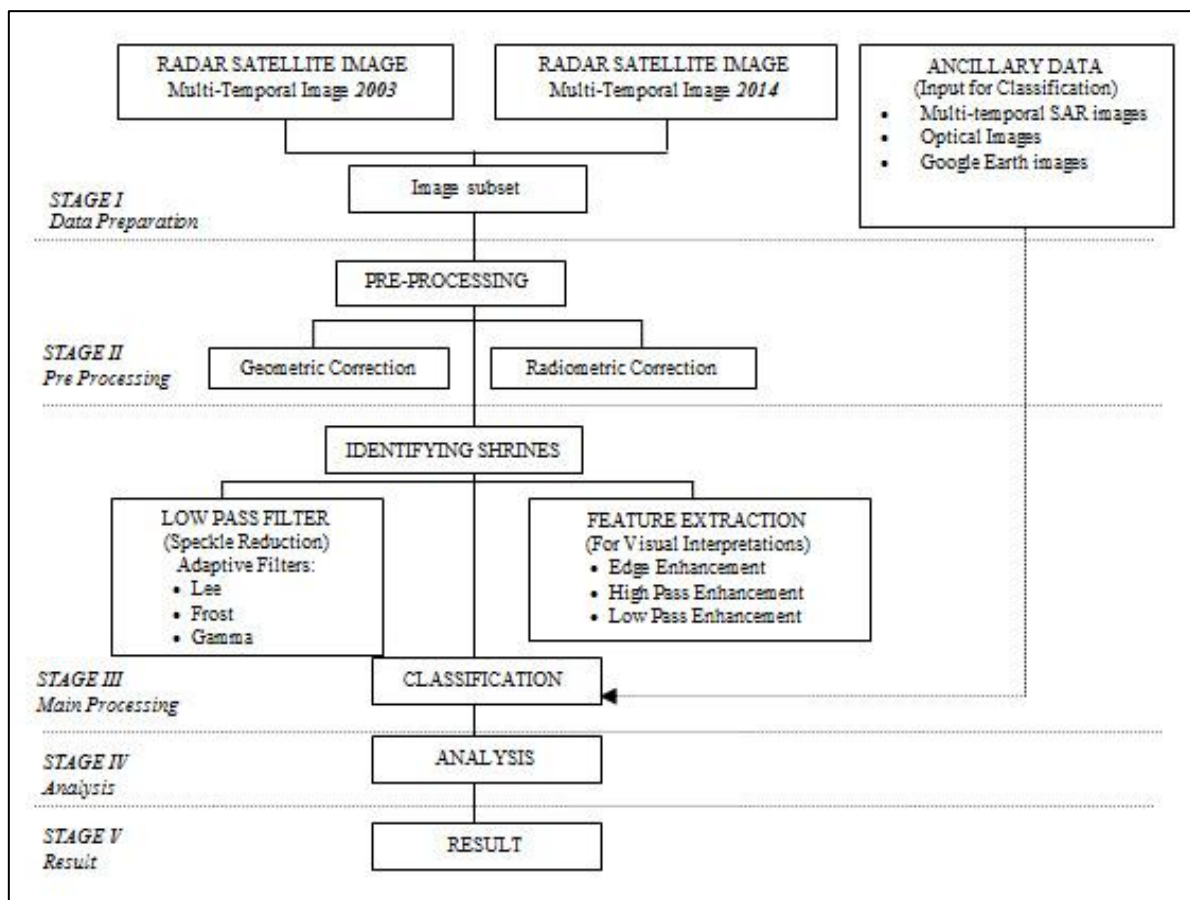 RADAR SATELLITE IMAGE
Multi-Temporal Image 2003
RADAR SATELLITE IMAGE
Multi-Temporal Image 2014
ANCILLARY DATA
(Input for Classification)
• Multi-temporal SAR images
• Optical Images
• Google Earth images
Image subset
STAGE I
Data Preparation
PRE-PROCESSING
STAGE II
Pre Processing
Geometric Correction
Radiometric Correction
IDENTIFYING SHRINES
LOW PASS FILTER
(Speckle Reduction)
Adaptive Filters:
• Lee
• Frost
• Gamma
FEATURE EXTRACTION
(For Visual Interpretations)
• Edge Enhancement
• High Pass Enhancement
• Low Pass Enhancement
STAGE III
Main Processing
CLASSIFICATION
STAGE IV
Analysis
ANALYSIS
STAGE V
Result
RESULT